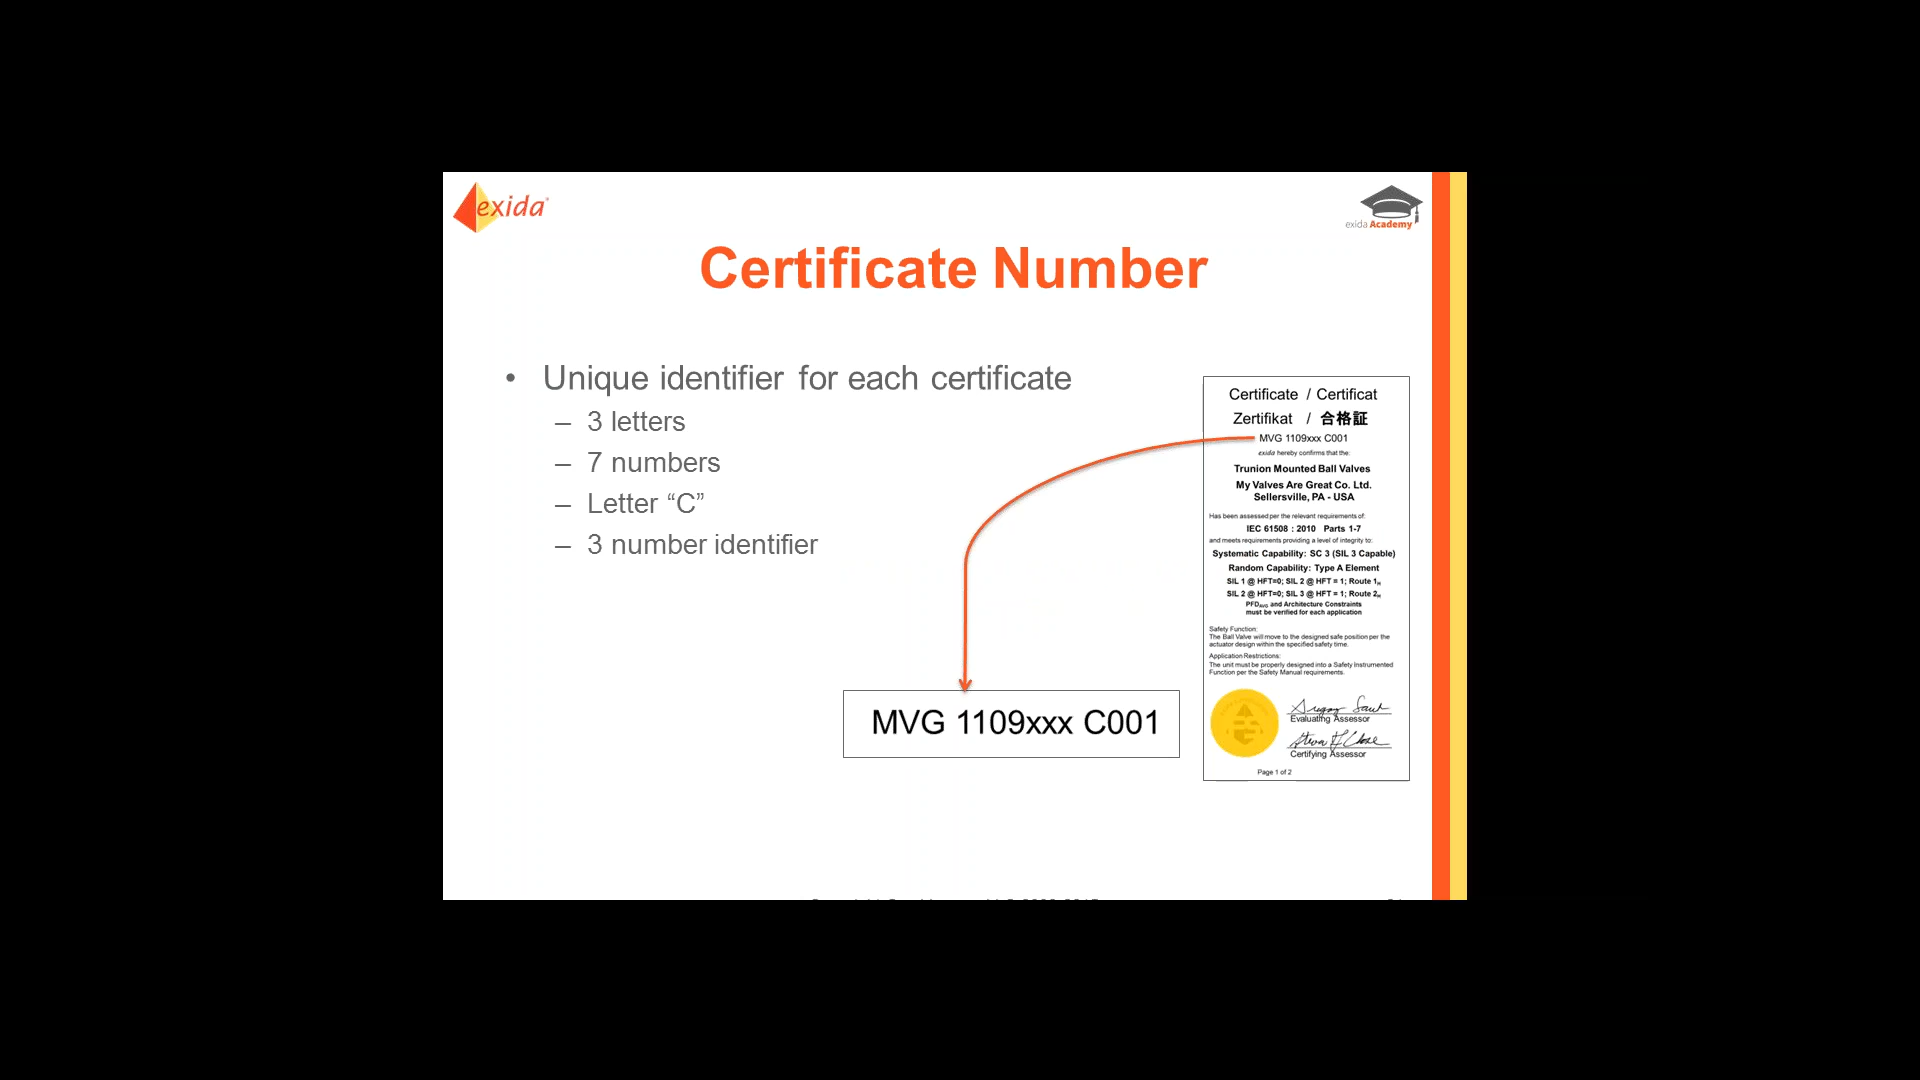 exida
exida Academy
Certificate Number
• Unique identifier for each certificate
– 3 letters
– 7 numbers
– Letter “C”
– 3 number identifier
MVG 1109xxx C001
Certificate / Certificat
Zertifikat / 合格証
MVG 1109xxx C001
exida hereby confirms that the:
Trunion Mounted Ball Valves
My Valves Are Great Co. Ltd.
Sellersville, PA - USA
Has been assessed per the relevant requirements of:
IEC 61508 : 2010 Parts 1-7
and meets requirements providing a level of integrity to:
Systematic Capability: SC 3 (SIL 3 Capable)
Random Capability: Type A Element
SIL 1 @ HFT=0; SIL 2 @ HFT = 1; Route 1H
SIL 2 @ HFT=0; SIL 3 @ HFT = 1; Route 2H
PFDAVG and Architecture Constraints
must be verified for each application
Safety Function:
The Ball Valve will move to the designed safe position per the
actuator design within the specified safety time.
Application Restrictions:
The unit must be properly designed into a Safety Instrumented
Function per the Safety Manual requirements.
Evaluating Assessor
Certifying Assessor
Page 1 of 2